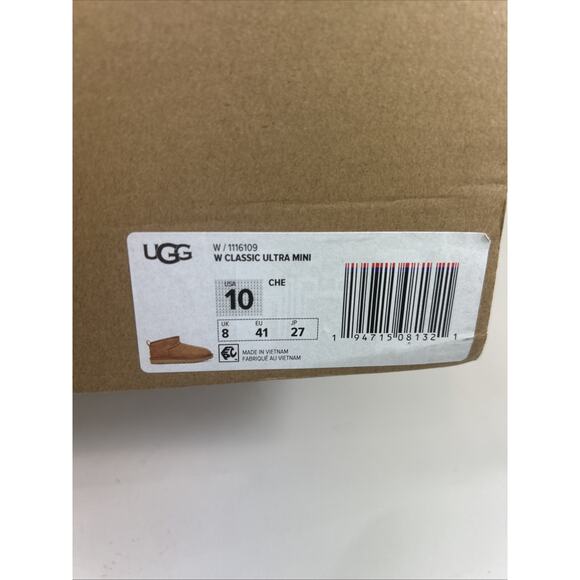 UGG
W / 1116109
W CLASSIC ULTRA MINI
USA
10
CHE
UK EU JP
8 41 27
MADE IN VIETNAM
FABRIQUÉ AU VIETNAM
1 94715 08132 1